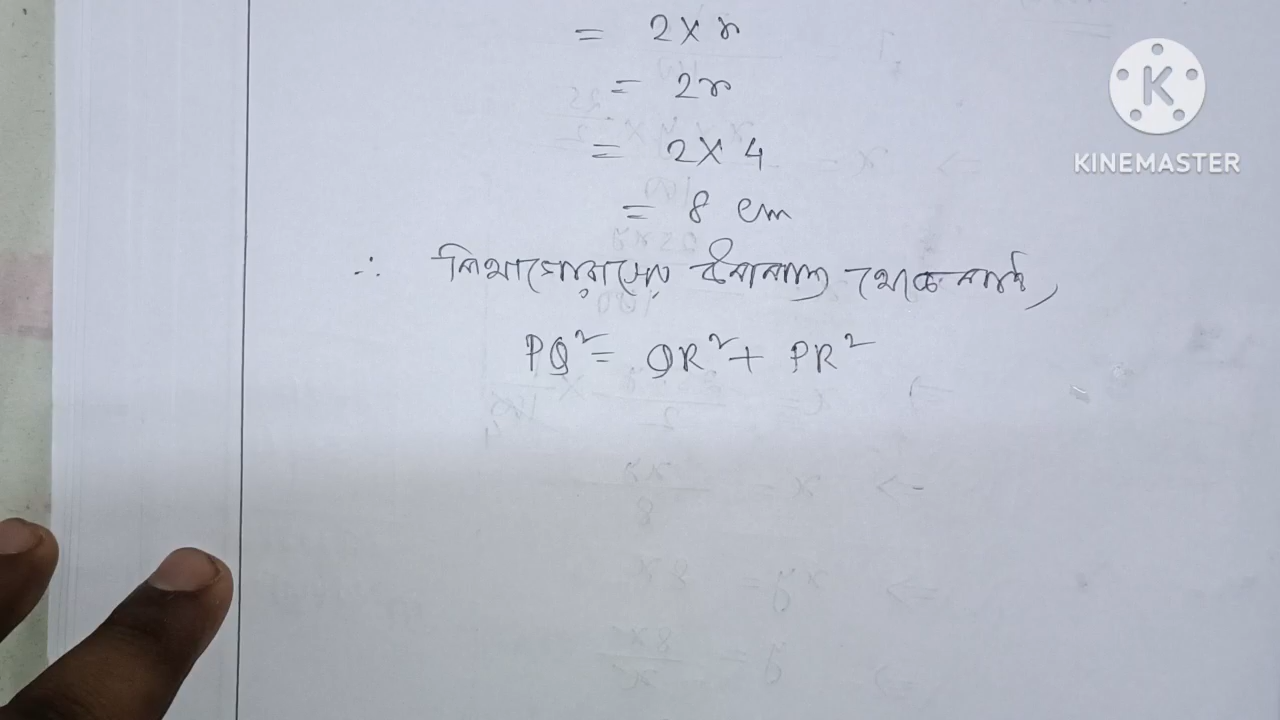 = 2 × r
= 2r
= 2 × 4
= 8 cm
K
KINEMASTER
∴ পিথাগোরাসের উপপাদ্য থেকে পাই,
PQ² = QR² + PR²